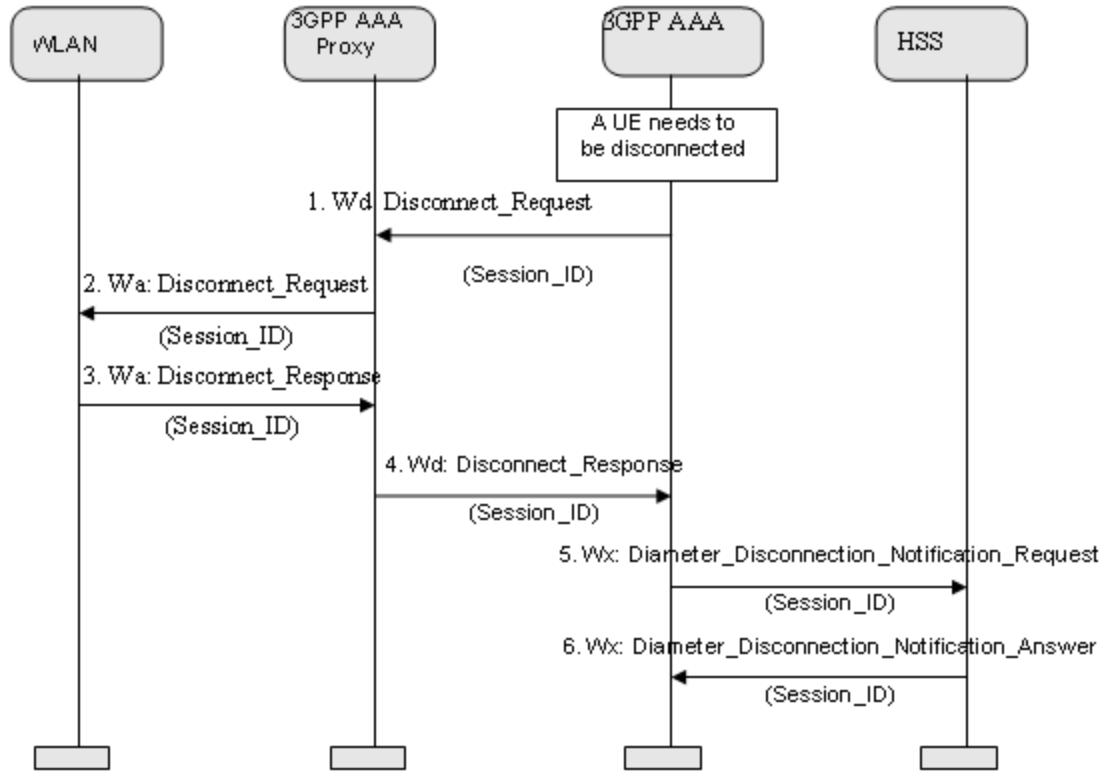 WLAN
3GPP AAA
Proxy
3GPP AAA
HSS
A UE needs to
be disconnected
1. Wd Disconnect_Request
(Session_ID)
2. Wa: Disconnect_Request
(Session_ID)
3. Wa: Disconnect_Response
(Session_ID)
4. Wd: Disconnect_Response
(Session_ID)
5. Wx: Diameter_Disconnection_Notification_Request
(Session_ID)
6. Wx: Diameter_Disconnection_Notification_Answer
(Session_ID)